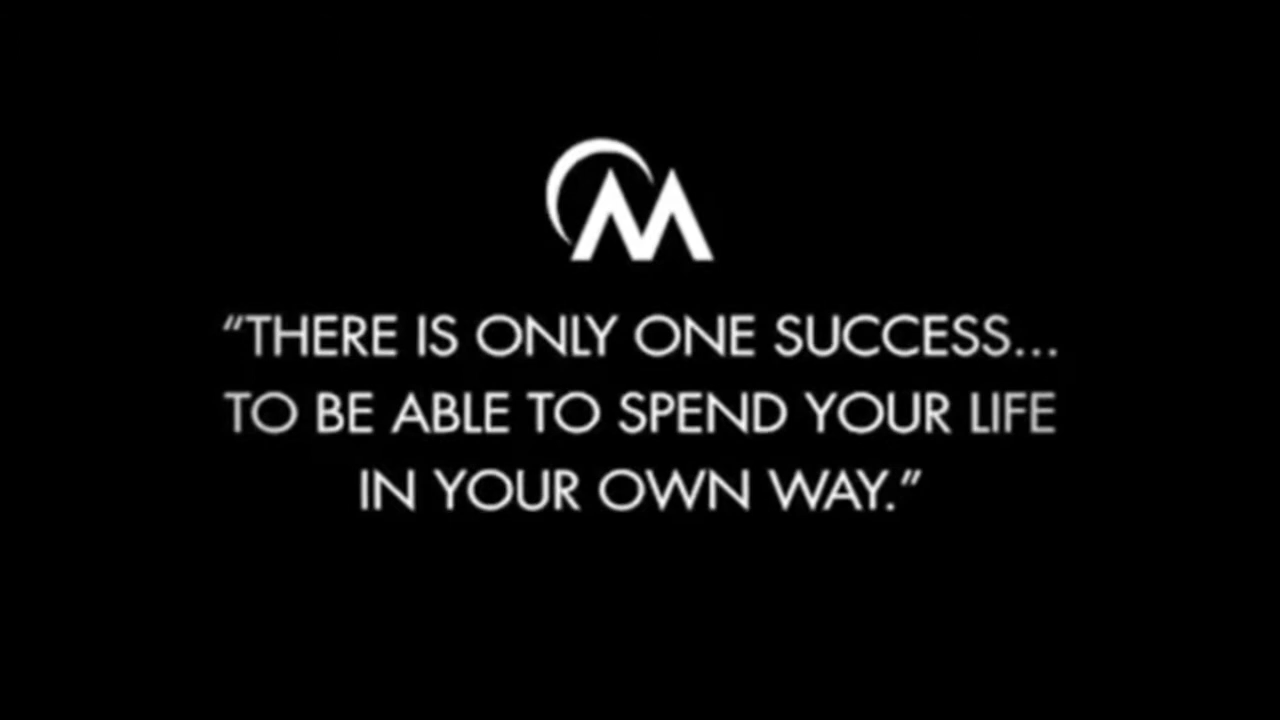 “THERE IS ONLY ONE SUCCESS...
TO BE ABLE TO SPEND YOUR LIFE
IN YOUR OWN WAY.”